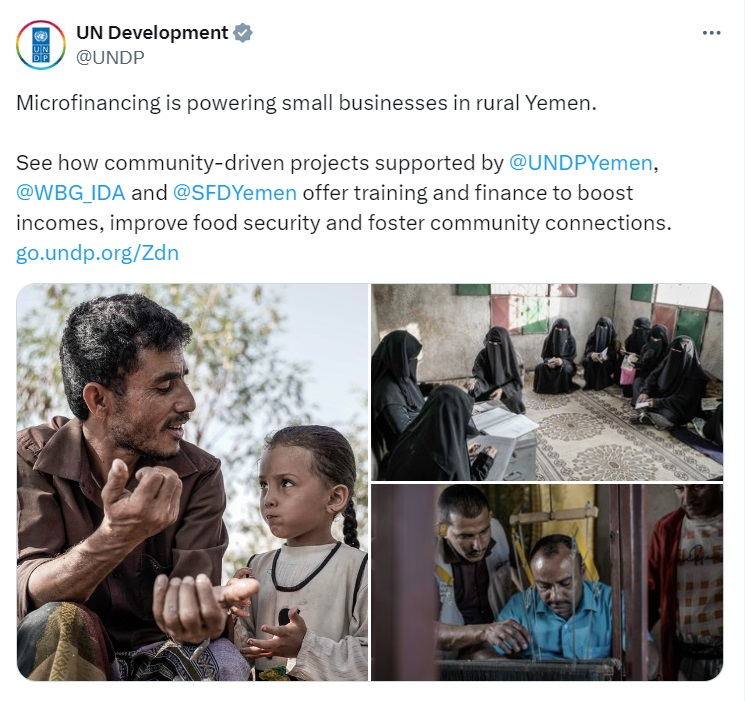 UN Development
@UNDP
Microfinancing is powering small businesses in rural Yemen.
See how community-driven projects supported by @UNDPYemen,
@WBG_IDA and @SFDYemen offer training and finance to boost
incomes, improve food security and foster community connections.
go.undp.org/Zdn
U N
D P